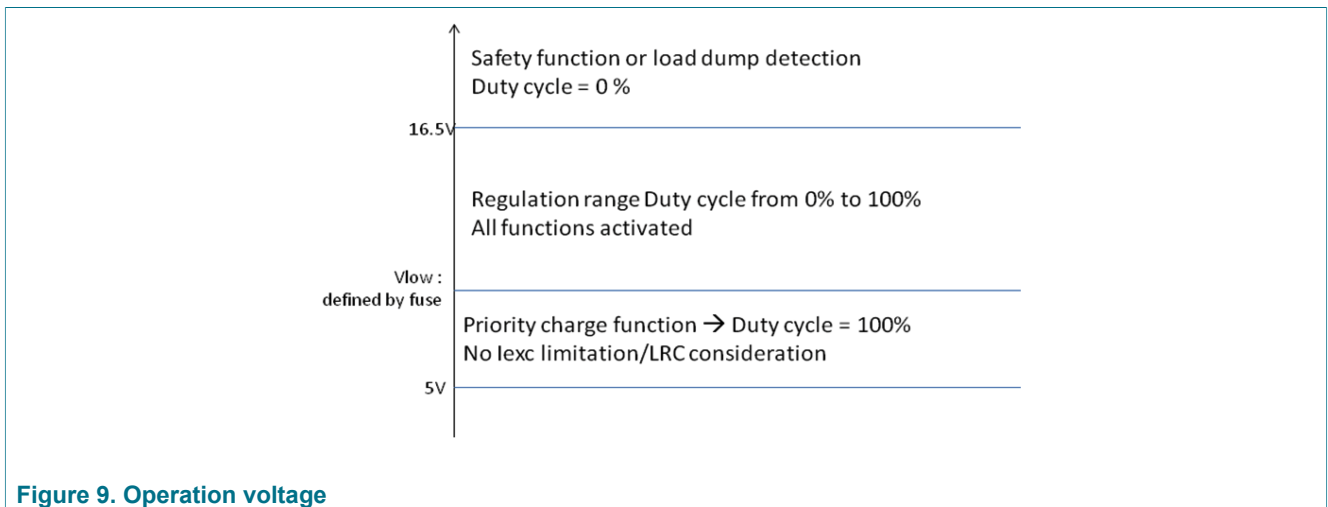 Safety function or load dump detection
Duty cycle = 0 %
16.5V
Regulation range Duty cycle from 0% to 100%
All functions activated
Vlow :
defined by fuse
Priority charge function → Duty cycle = 100%
No Iexc limitation/LRC consideration
5V
Figure 9. Operation voltage